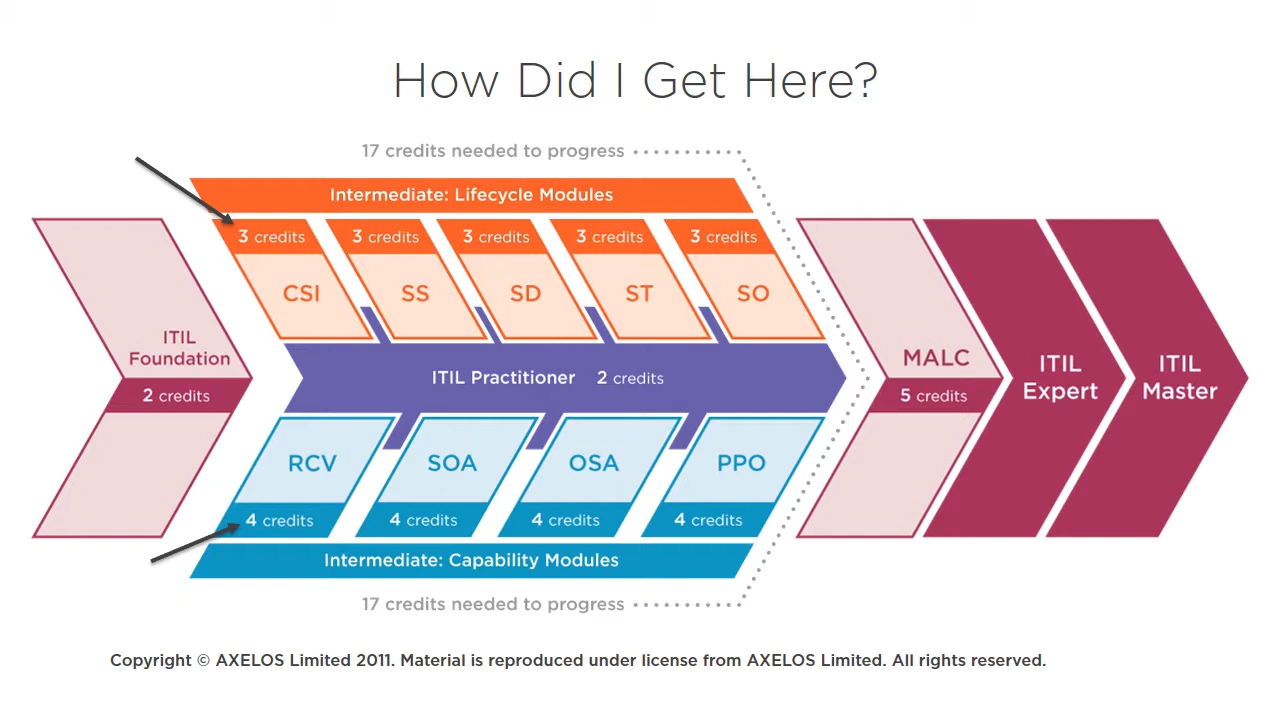 How Did I Get Here?
17 credits needed to progress
Intermediate: Lifecycle Modules
3 credits
3 credits
3 credits
3 credits
3 credits
CSI
SS
SD
ST
SO
ITIL
Foundation
2 credits
ITIL Practitioner 2 credits
MALC
5 credits
ITIL
Expert
ITIL
Master
RCV
SOA
OSA
PPO
4 credits
4 credits
4 credits
4 credits
Intermediate: Capability Modules
17 credits needed to progress
Copyright © AXELOS Limited 2011. Material is reproduced under license from AXELOS Limited. All rights reserved.